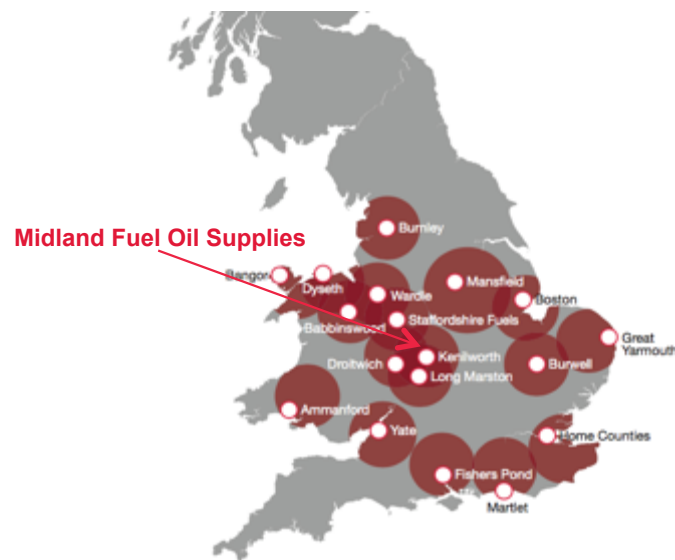 Burnley
Midland Fuel Oil Supplies
Bangor
Dyseth
Wardle
Mansfield
Boston
Babbinswood
Staffordshire Fuels
Great
Yarmouth
Kenilworth
Droitwich
Long Marston
Burwell
Ammanford
Yate
Home Counties
Fishers Pond
Martlet